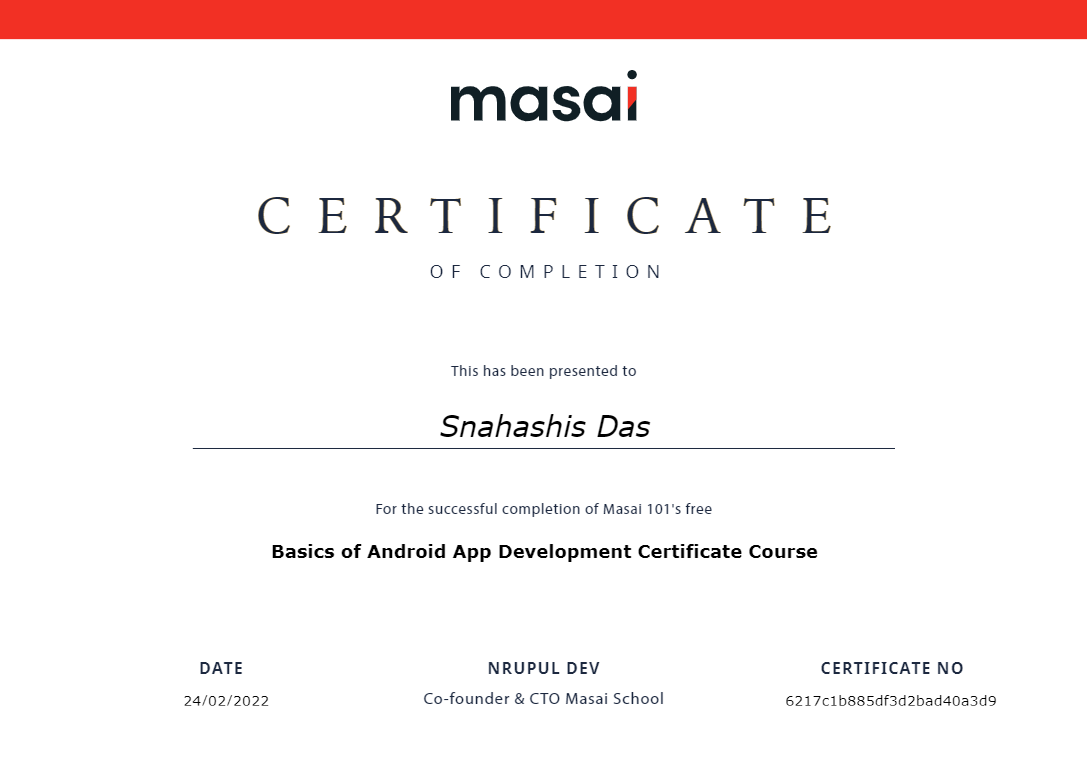 masai
CERTIFICATE
OF COMPLETION
This has been presented to
Snahashis Das
For the successful completion of Masai 101's free
Basics of Android App Development Certificate Course
DATE
24/02/2022
NRUPUL DEV
Co-founder & CTO Masai School
CERTIFICATE NO
6217c1b885df3d2bad40a3d9